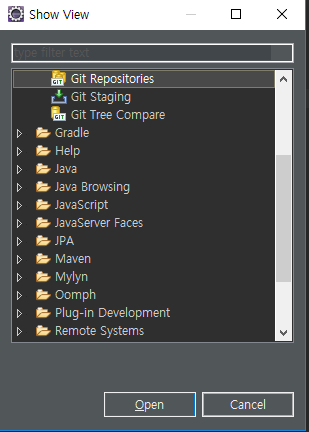 Show View
type filter text
Git Repositories
Git Staging
Git Tree Compare
Gradle
Help
Java
Java Browsing
JavaScript
JavaServer Faces
JPA
Maven
Mylyn
Oomph
Plug-in Development
Remote Systems
Open
Cancel